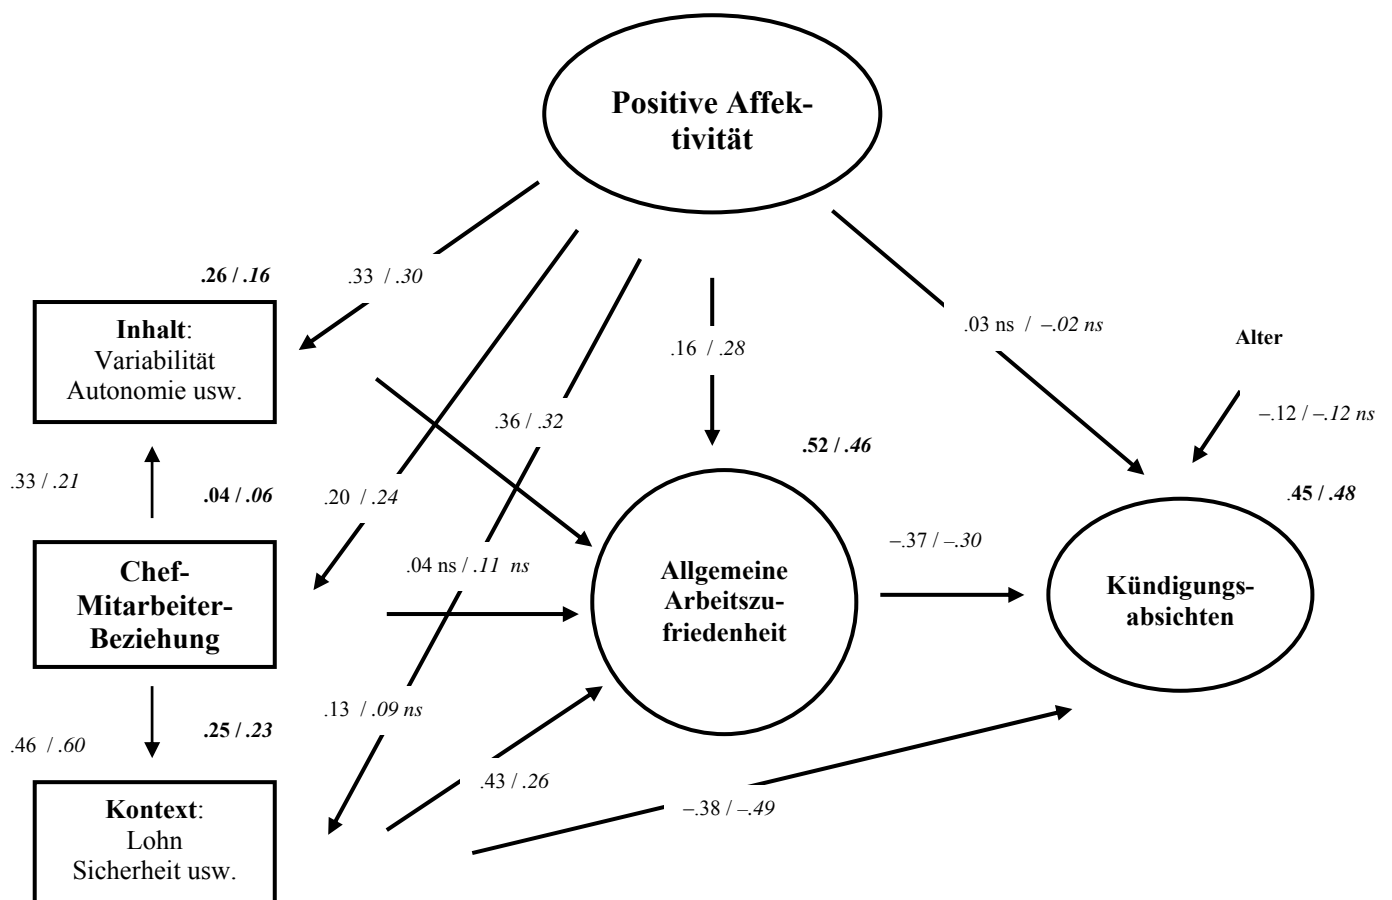 Positive Affek-
tivität
.26 / .16
.33 / .30
Inhalt:
Variabilität
Autonomie usw.
.03 ns / –.02 ns
Alter
.16 / .28
–.12 / –.12 ns
.36 / .32
.52 / .46
.33 / .21
.04 / .06
.20 / .24
.45 / .48
Chef-
Mitarbeiter-
Beziehung
.04 ns / .11 ns
Allgemeine
Arbeitszu-
friedenheit
–.37 / –.30
Kündigungs-
absichten
.13 / .09 ns
.46 / .60
.25 / .23
.43 / .26
–.38 / –.49
Kontext:
Lohn
Sicherheit usw.